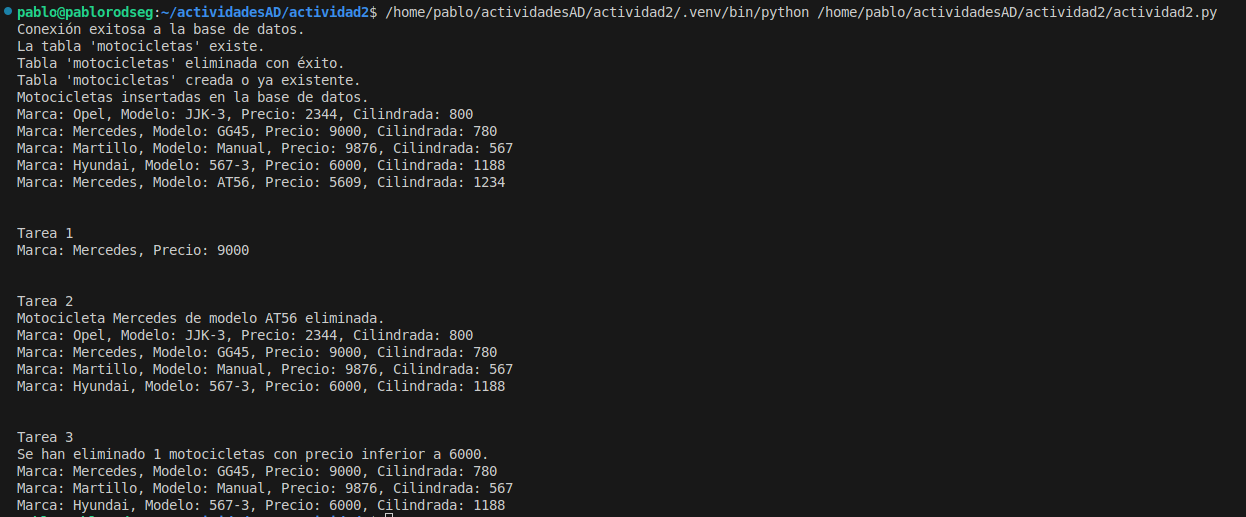 pablo@pablorodseg:~/actividadesAD/actividad2$ /home/pablo/actividadesAD/actividad2/.venv/bin/python /home/pablo/actividadesAD/actividad2/actividad2.py
Conexión exitosa a la base de datos.
La tabla 'motocicletas' existe.
Tabla 'motocicletas' eliminada con éxito.
Tabla 'motocicletas' creada o ya existente.
Motocicletas insertadas en la base de datos.
Marca: Opel, Modelo: JJK-3, Precio: 2344, Cilindrada: 800
Marca: Mercedes, Modelo: GG45, Precio: 9000, Cilindrada: 780
Marca: Martillo, Modelo: Manual, Precio: 9876, Cilindrada: 567
Marca: Hyundai, Modelo: 567-3, Precio: 6000, Cilindrada: 1188
Marca: Mercedes, Modelo: AT56, Precio: 5609, Cilindrada: 1234
Tarea 1
Marca: Mercedes, Precio: 9000
Tarea 2
Motocicleta Mercedes de modelo AT56 eliminada.
Marca: Opel, Modelo: JJK-3, Precio: 2344, Cilindrada: 800
Marca: Mercedes, Modelo: GG45, Precio: 9000, Cilindrada: 780
Marca: Martillo, Modelo: Manual, Precio: 9876, Cilindrada: 567
Marca: Hyundai, Modelo: 567-3, Precio: 6000, Cilindrada: 1188
Tarea 3
Se han eliminado 1 motocicletas con precio inferior a 6000.
Marca: Mercedes, Modelo: GG45, Precio: 9000, Cilindrada: 780
Marca: Martillo, Modelo: Manual, Precio: 9876, Cilindrada: 567
Marca: Hyundai, Modelo: 567-3, Precio: 6000, Cilindrada: 1188